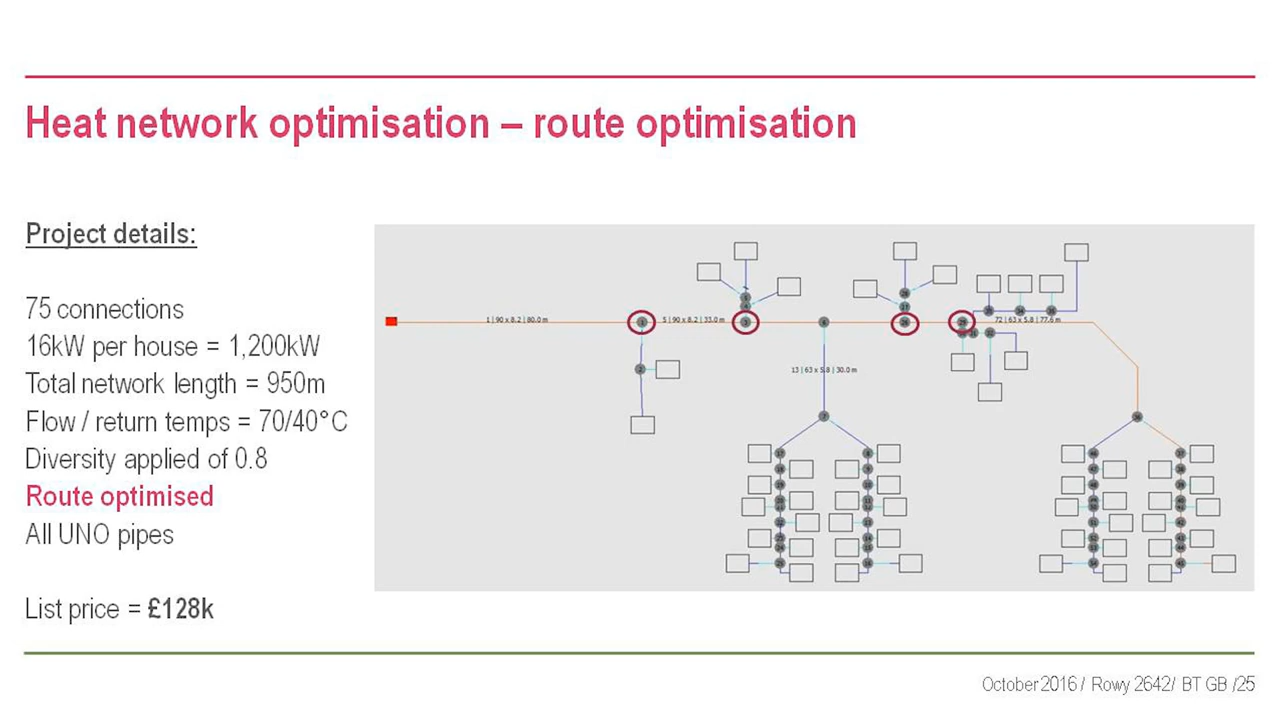 Heat network optimisation – route optimisation
Project details:
75 connections
16kW per house = 1,200kW
Total network length = 950m
Flow / return temps = 70/40°C
Diversity applied of 0.8
Route optimised
All UNO pipes
List price = £128k
1 | 90 x 8.2 | 80.0 m
5 | 90 x 8.2 | 33.0 m
72 | 63 x 5.8 | 77.6 m
13 | 63 x 5.8 | 30.0 m
October 2016 / Rowy 2642/ BT GB /25